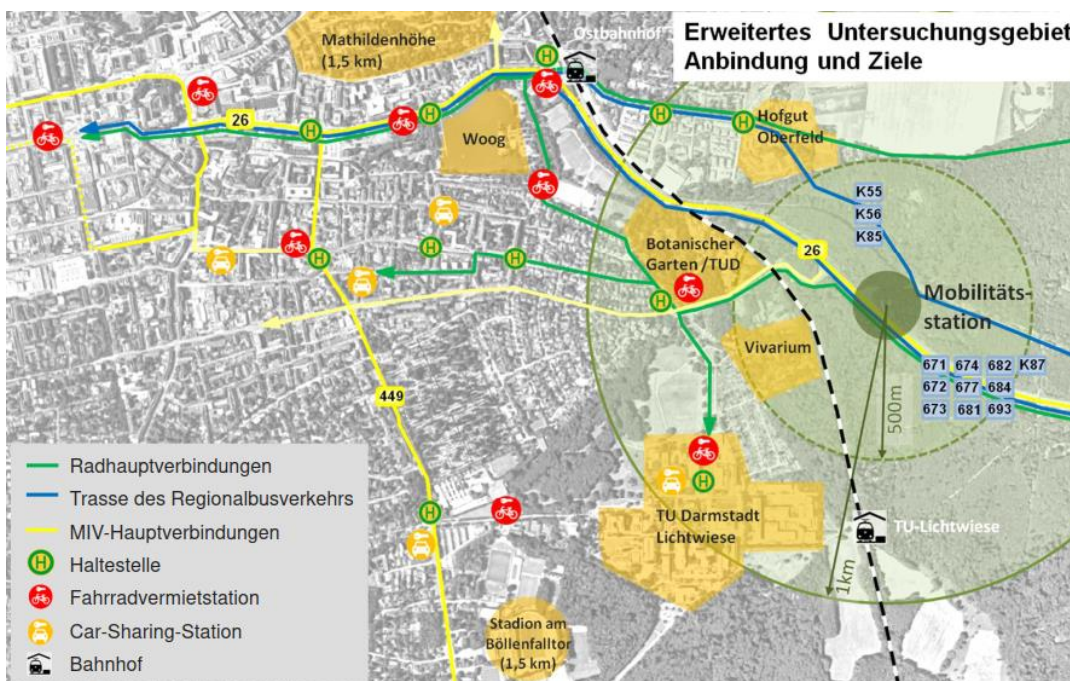 Erweitertes Untersuchungsgebiet
Anbindung und Ziele
Ostbahnhof
Mathildenhöhe
(1,5 km)
H
26
H
H
H
Woog
H
H
Hofgut
Oberfeld
K55
K56
K85
H
H
H
Botanischer
Garten /TUD
26
H
Mobilitäts-
station
Vivarium
671 674 682 K87
672 677 684
673 681 693
449
500m
1km
H
TU Darmstadt
Lichtwiese
TU-Lichtwiese
H
Stadion am
Böllenfalltor
(1,5 km)
Radhauptverbindungen
Trasse des Regionalbusverkehrs
MIV-Hauptverbindungen
H Haltestelle
Fahrradvermietstation
Car-Sharing-Station
Bahnhof